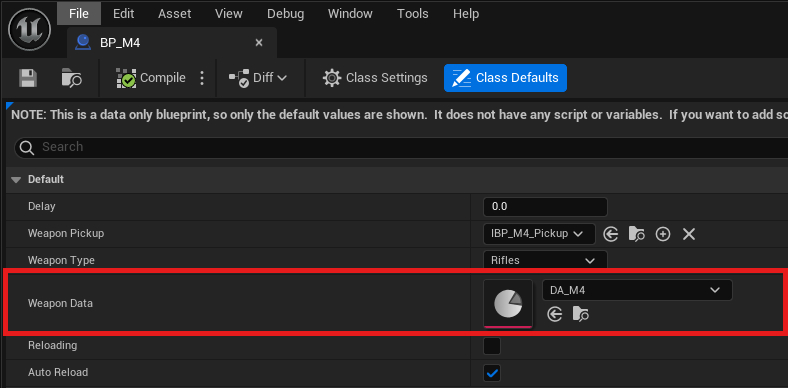 File Edit Asset View Debug Window Tools Help
BP_M4
Compile Diff Class Settings Class Defaults
NOTE: This is a data only blueprint, so only the default values are shown. It does not have any script or variables. If you want to add sc
Search
Default
Delay 0.0
Weapon Pickup IBP_M4_Pickup
Weapon Type Rifles
Weapon Data DA_M4
Reloading
Auto Reload